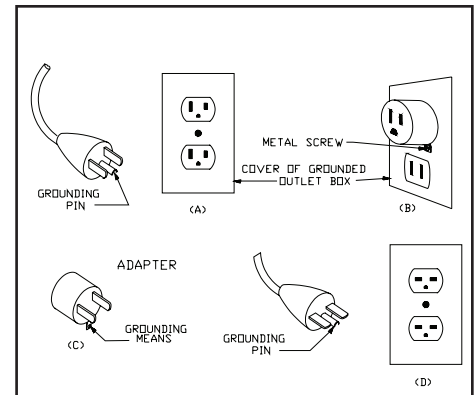 METAL SCREW
COVER OF GROUNDED
OUTLET BOX
GROUNDING
PIN
(A)
(B)
ADAPTER
GROUNDING
MEANS
(C)
GROUNDING
PIN
(D)